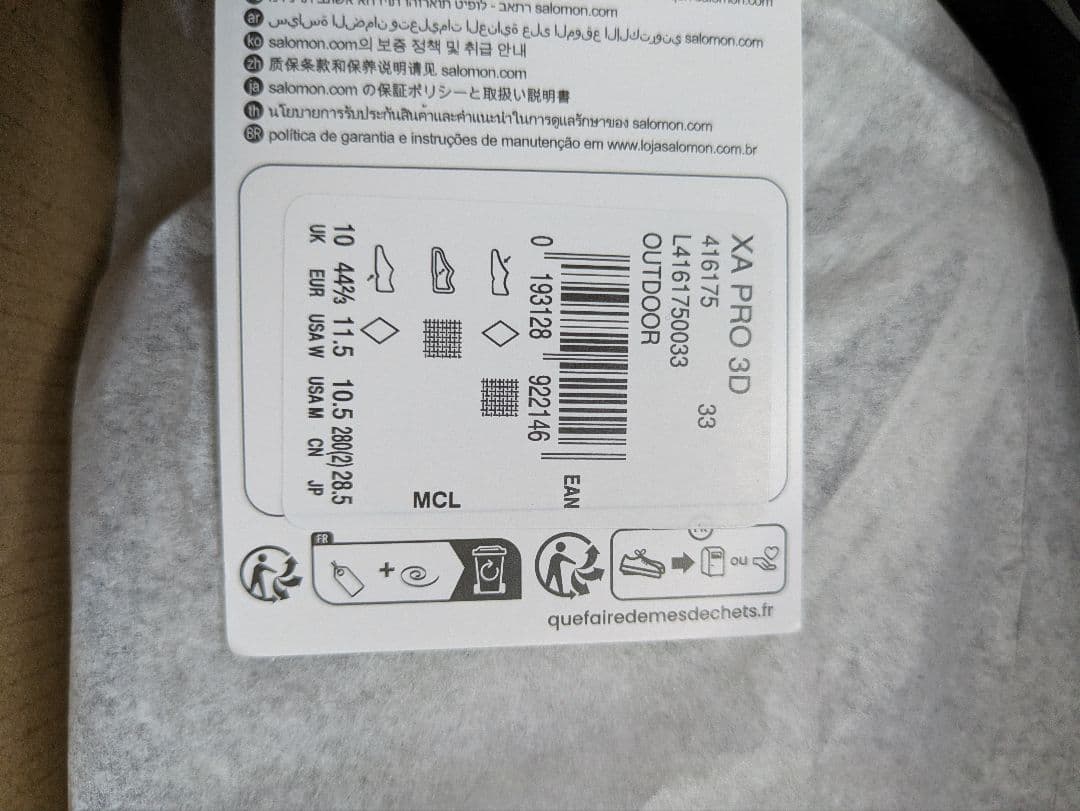 salomon.com
salomon.com
ar سياسة الضمان وتعليمات العناية على الموقع الإلكتروني salomon.com
ko salomon.com의 보증 정책 및 취급 안내
zh 质保条款和保养说明请见 salomon.com
ja salomon.com の保証ポリシーと取扱い説明書
th นโยบายการรับประกันสินค้าและคำแนะนำในการดูแลรักษาของ salomon.com
BR política de garantia e instruções de manutenção em www.lojasalomon.com.br
XA PRO 3D
416175 33
L4161750033
OUTDOOR
EAN
0 193128 922146
MCL
10 44⅔ 11.5 10.5 280(2) 28.5
UK EUR USA W USA M CN JP
ou
FR
+
quefairedemesdechets.fr